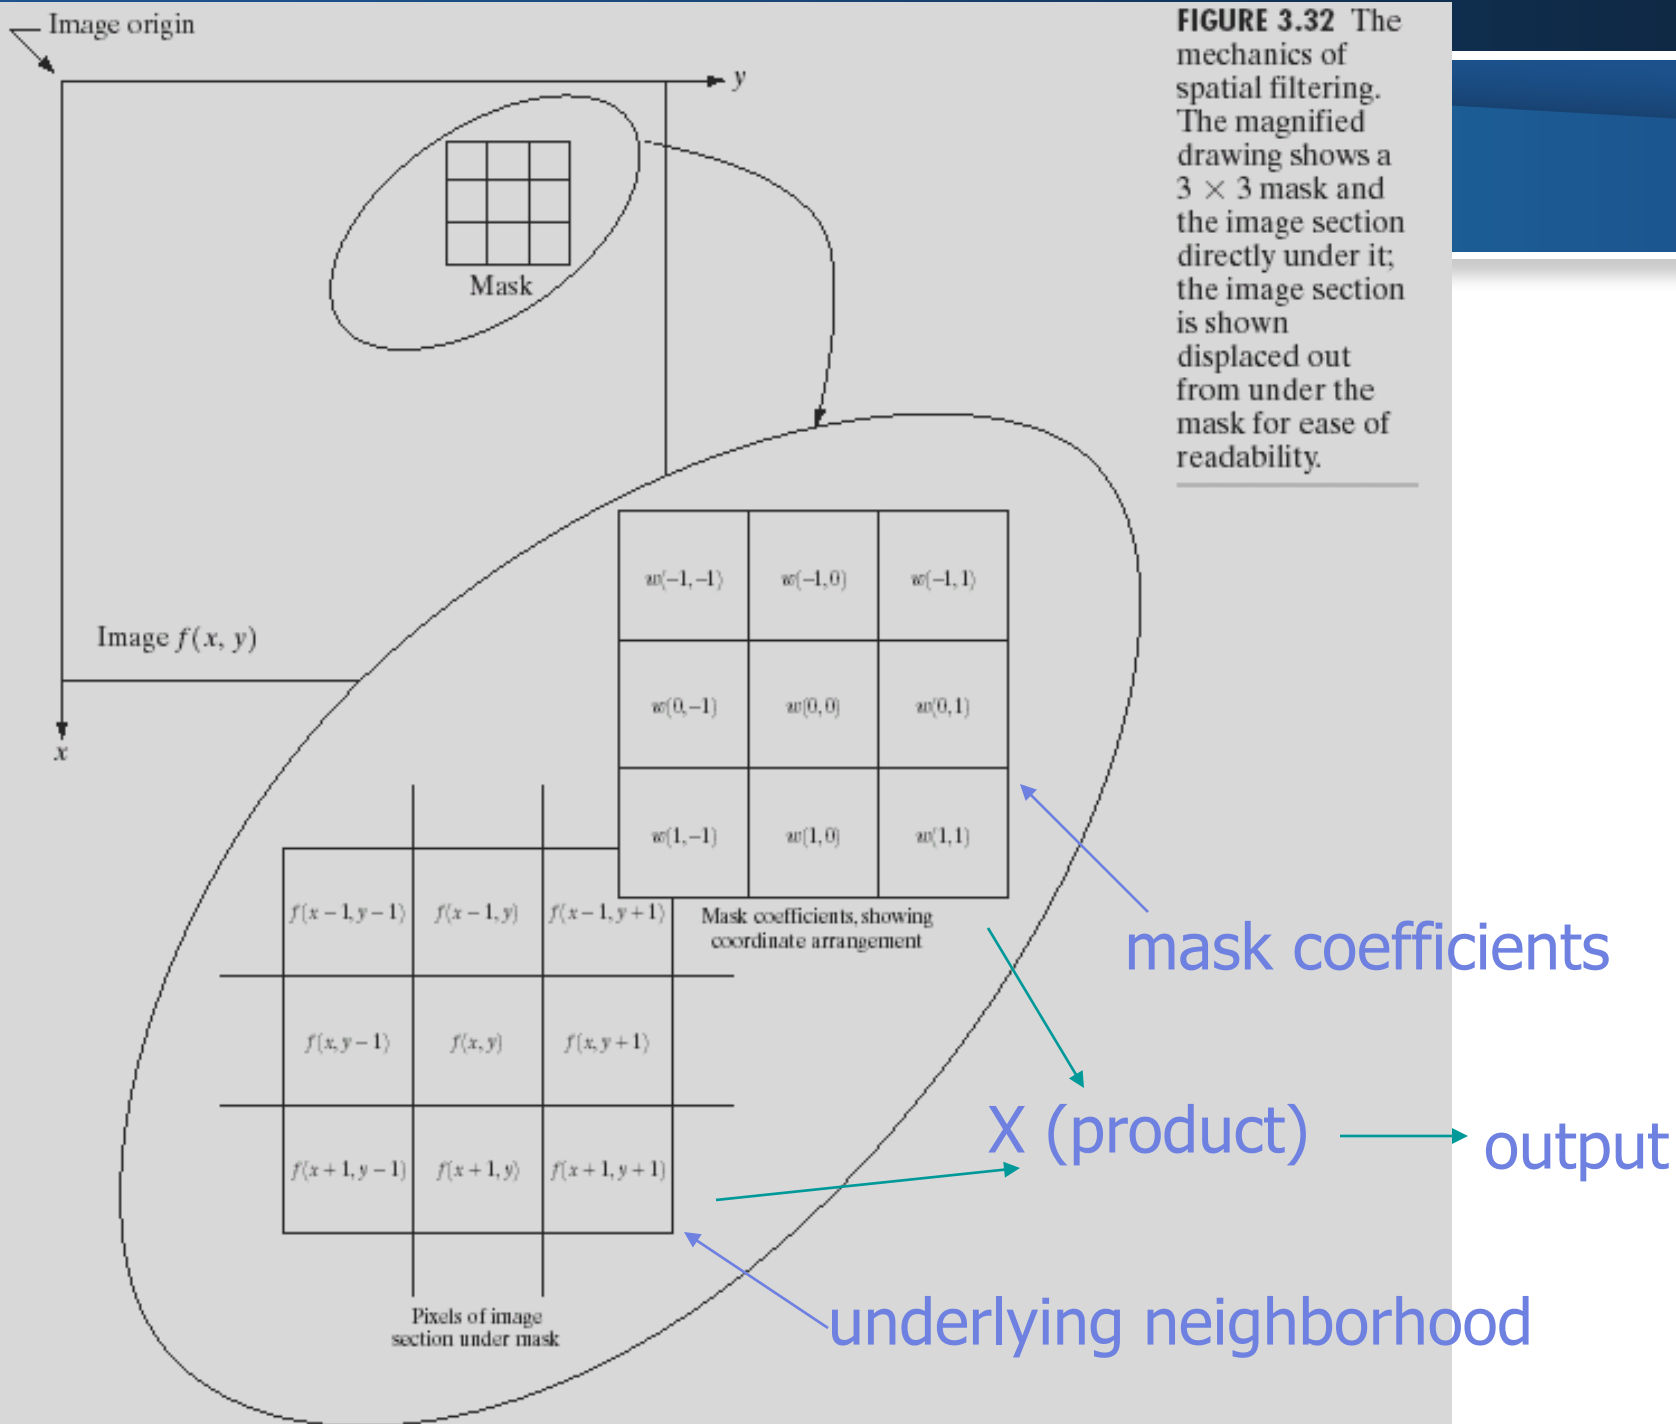 Image origin
y
Mask
FIGURE 3.32 The
mechanics of
spatial filtering.
The magnified
drawing shows a
3 × 3 mask and
the image section
directly under it;
the image section
is shown
displaced out
from under the
mask for ease of
readability.
Image f(x, y)
x
w(−1,−1) w(−1,0) w(−1,1)
w(0,−1) w(0,0) w(0,1)
w(1,−1) w(1,0) w(1,1)
Mask coefficients, showing
coordinate arrangement
mask coefficients
f(x − 1, y − 1) f(x − 1, y) f(x − 1, y + 1)
f(x, y − 1) f(x, y) f(x, y + 1)
f(x + 1, y − 1) f(x + 1, y) f(x + 1, y + 1)
X (product)
output
Pixels of image
section under mask
underlying neighborhood